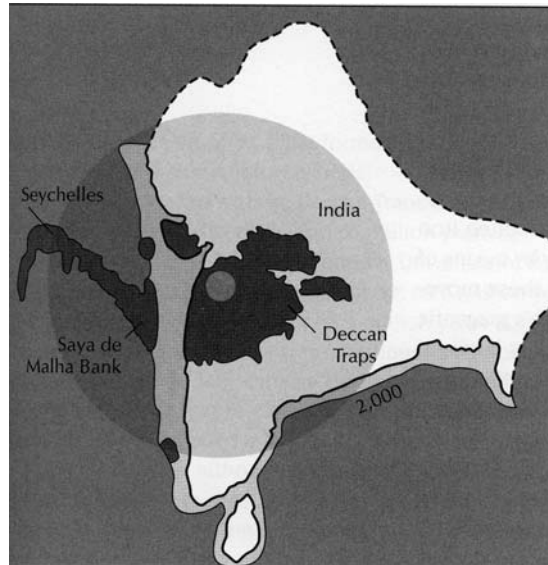 Seychelles
India
Saya de
Malha Bank
Deccan
Traps
2,000